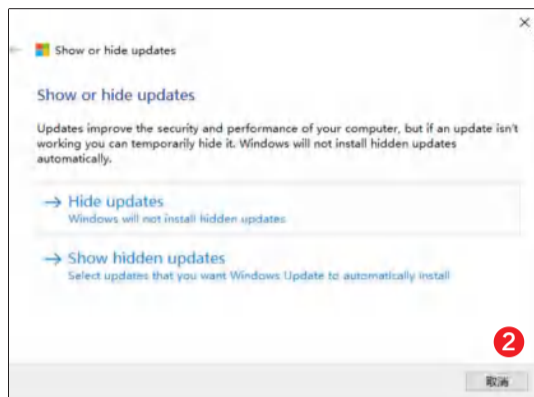 Show or hide updates
Show or hide updates
Updates improve the security and performance of your computer, but if an update isn't
working you can temporarily hide it. Windows will not install hidden updates
automatically.
→ Hide updates
Windows will not install hidden updates
→ Show hidden updates
Select updates that you want Windows Update to automatically install
2
取消